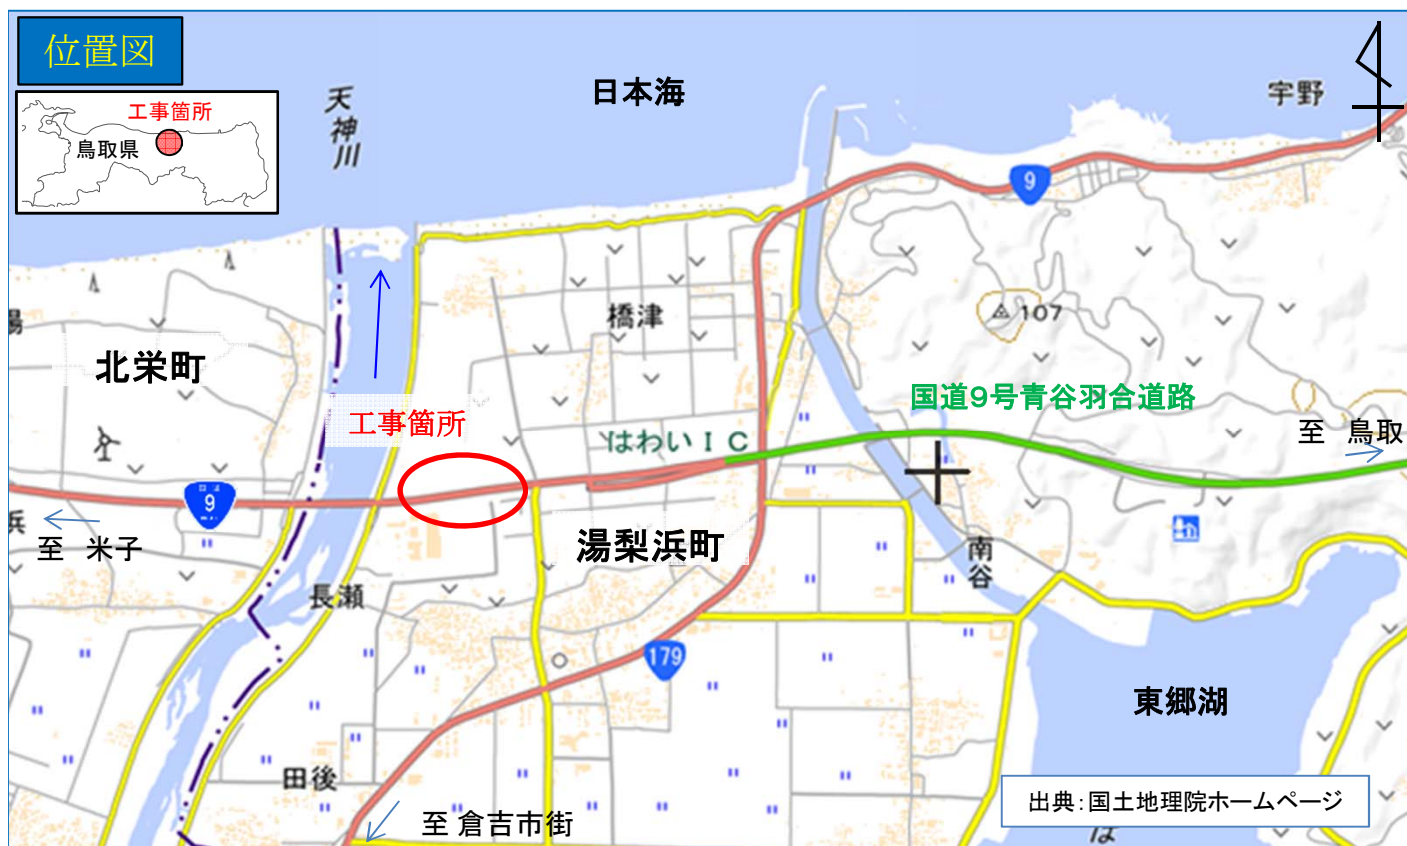 位置図
工事箇所
鳥取県
天神川
日本海
宇野
9
橋津
107
北栄町
国道9号青谷羽合道路
工事箇所
はわいIC
至 鳥取
9
至 米子
湯梨浜町
南谷
長瀬
179
東郷湖
田後
出典：国土地理院ホームページ
至 倉吉市街